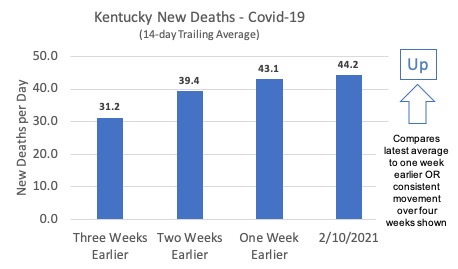 Kentucky New Deaths - Covid-19
(14-day Trailing Average)
50.0
40.0
30.0
20.0
10.0
0.0
New Deaths per Day
31.2
39.4
43.1
44.2
Three Weeks
Earlier
Two Weeks
Earlier
One Week
Earlier
2/10/2021
Up
Compares
latest average
to one week
earlier OR
consistent
movement
over four
weeks shown